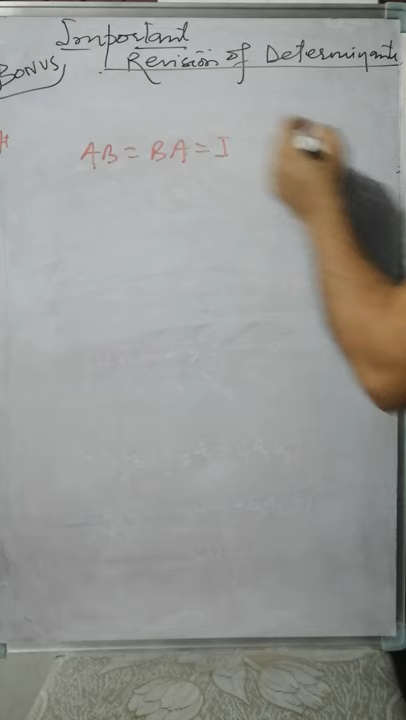 Important
BONUS Revision of Determinants
AB = BA = I